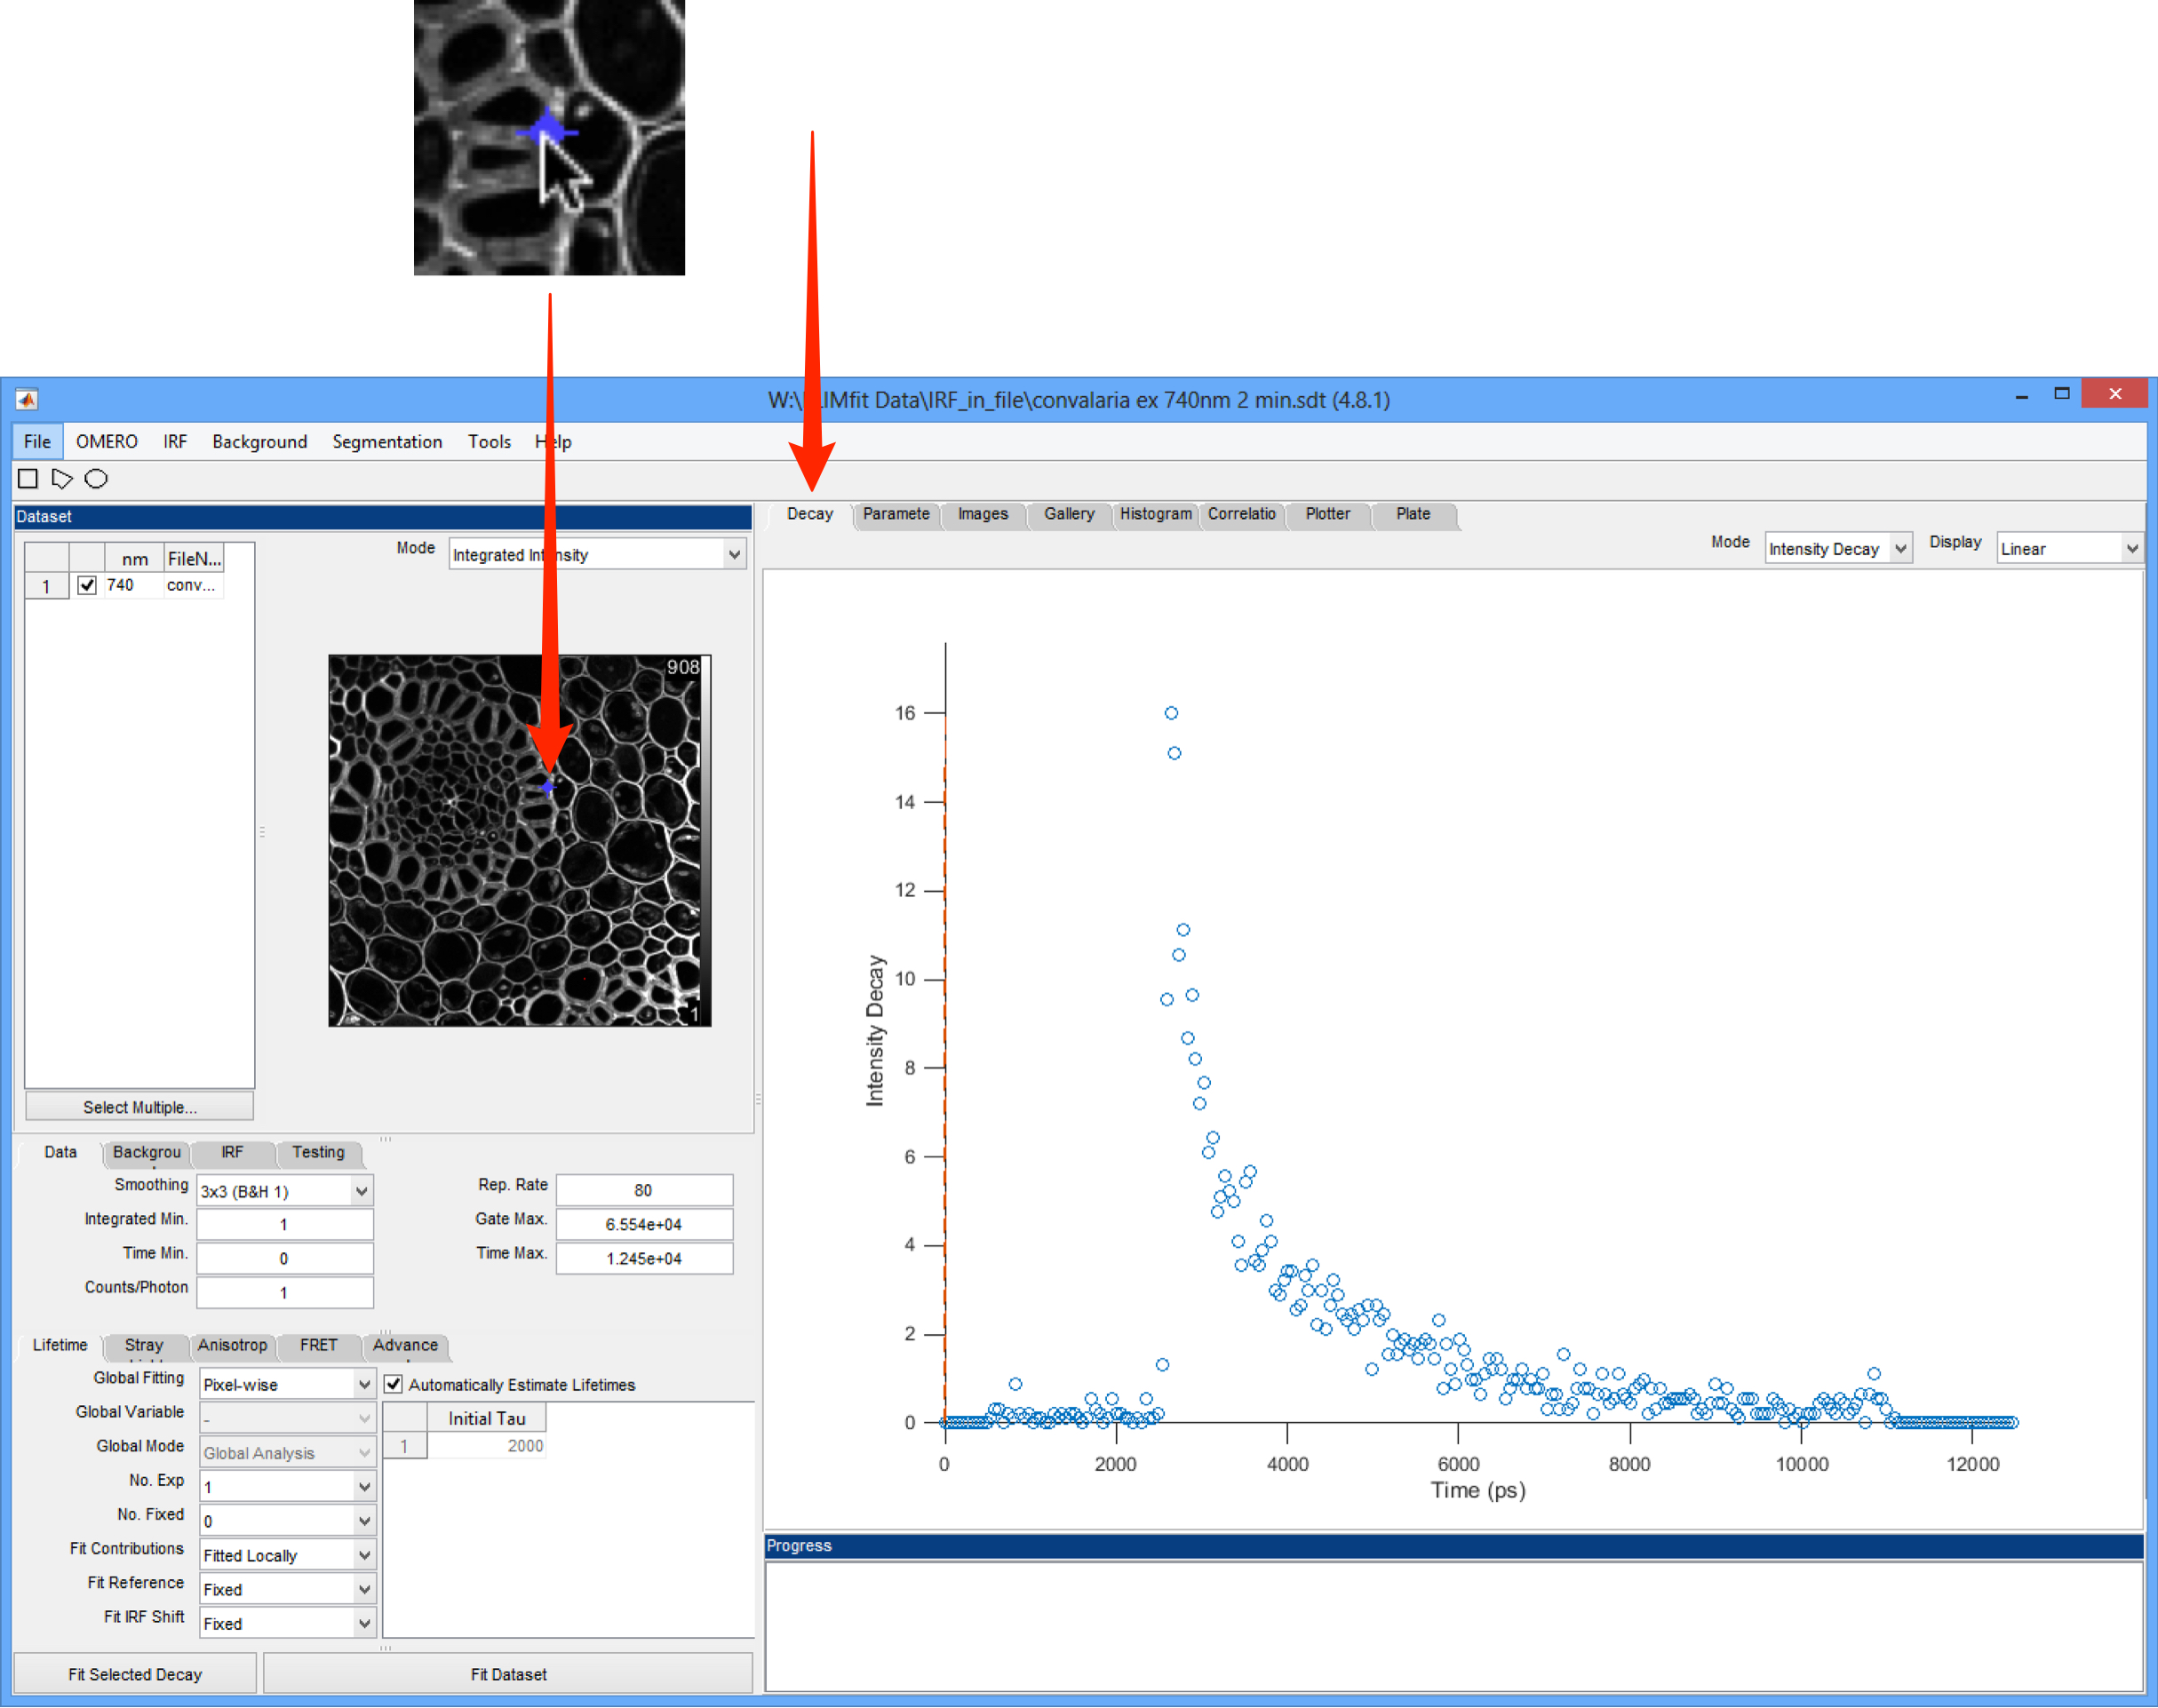 W:\ LIMfit Data\IRF_in_file\convalaria ex 740nm 2 min.sdt (4.8.1)
File OMERO IRF Background Segmentation Tools Help
Dataset
Decay Paramete Images Gallery Histogram Correlatio Plotter Plate
Mode Integrated Intensity
Mode Intensity Decay Display Linear
nm FileN...
1 740 conv...
908
1
Select Multiple...
Intensity Decay
16
14
12
10
8
6
4
2
0
0 2000 4000 6000 8000 10000 12000
Time (ps)
Data Backgrou IRF Testing
Smoothing 3x3 (B&H 1) Rep. Rate 80
Integrated Min. 1 Gate Max. 6.554e+04
Time Min. 0 Time Max. 1.245e+04
Counts/Photon 1
Lifetime Stray Anisotrop FRET Advance
Global Fitting Pixel-wise Automatically Estimate Lifetimes
Global Variable - Initial Tau
Global Mode Global Analysis 1 2000
No. Exp 1
No. Fixed 0
Fit Contributions Fitted Locally
Fit Reference Fixed
Fit IRF Shift Fixed
Fit Selected Decay Fit Dataset
Progress